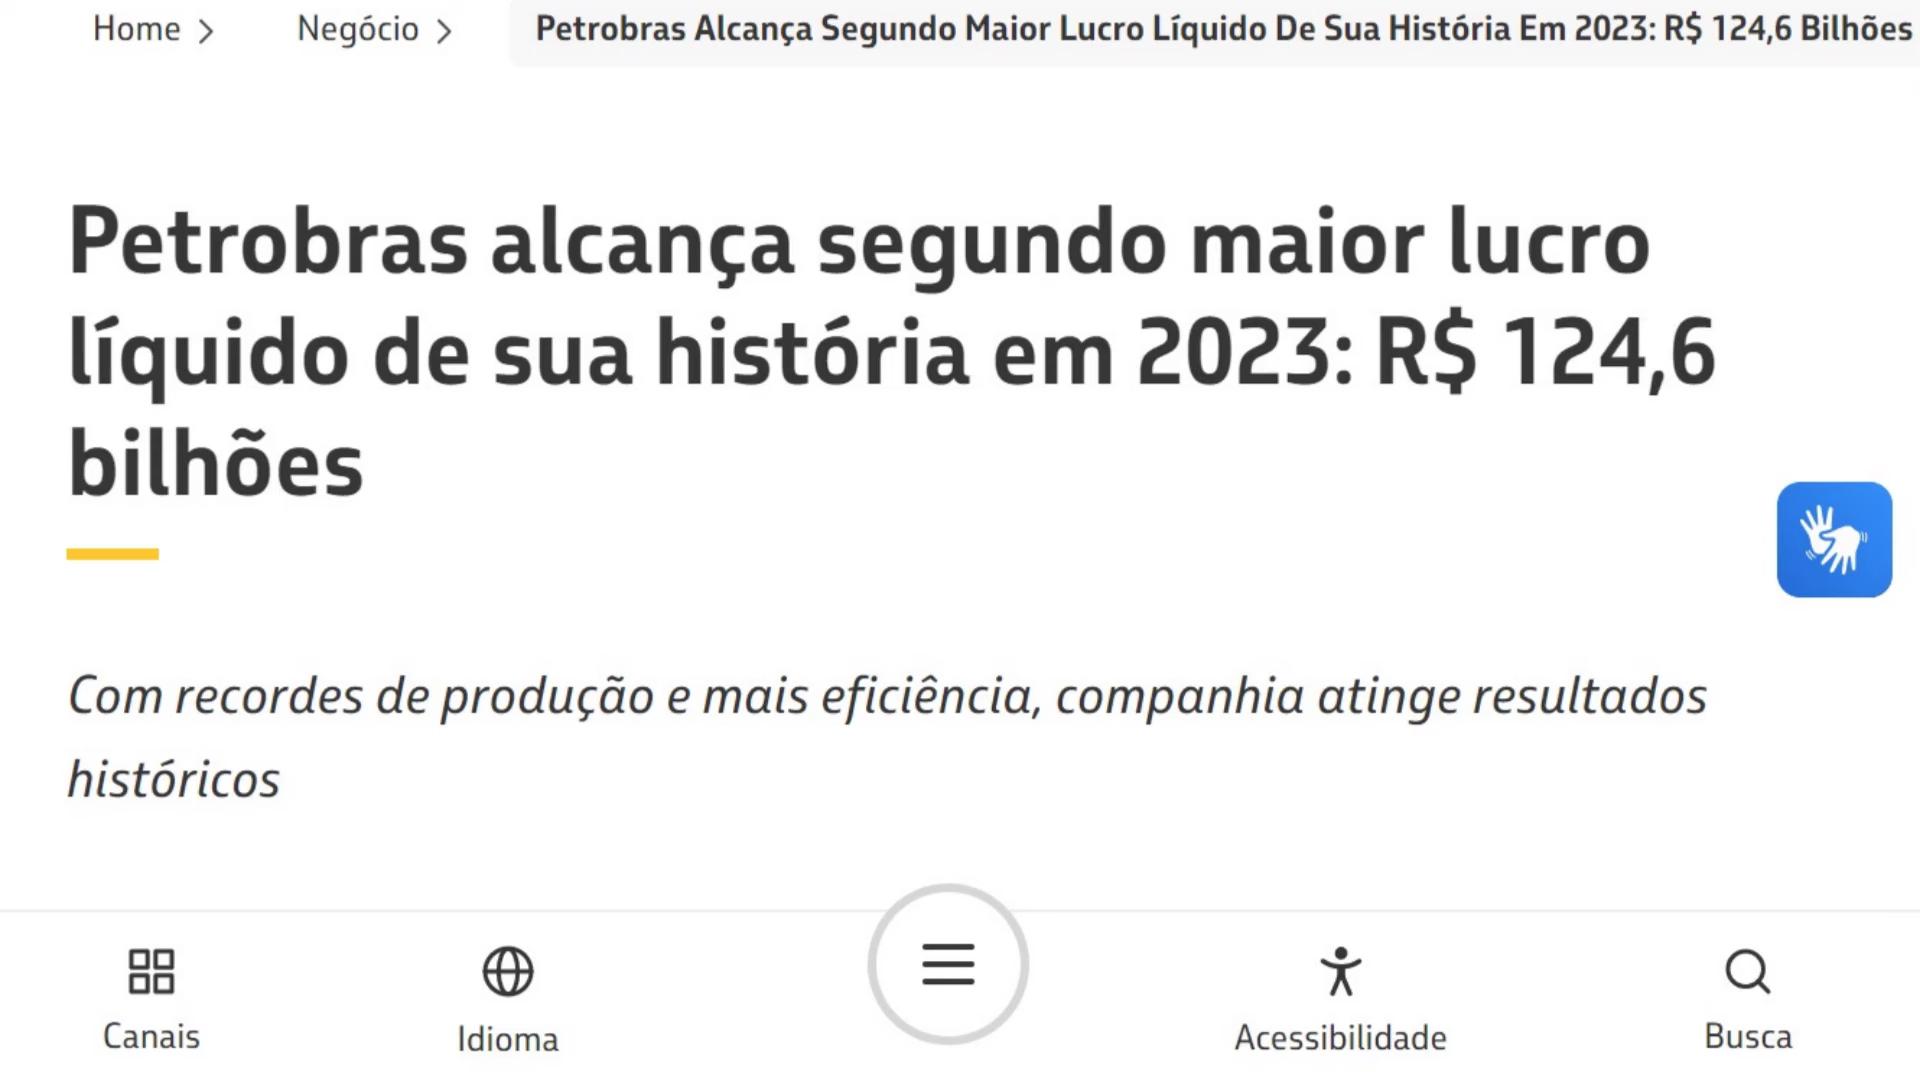 Home
Negócio
Petrobras Alcança Segundo Maior Lucro Líquido De Sua História Em 2023: R$ 124,6 Bilhões
Petrobras alcança segundo maior lucro
líquido de sua história em 2023: R$ 124,6
bilhões
Com recordes de produção e mais eficiência, companhia atinge resultados
históricos
Canais
Idioma
Acessibilidade
Busca